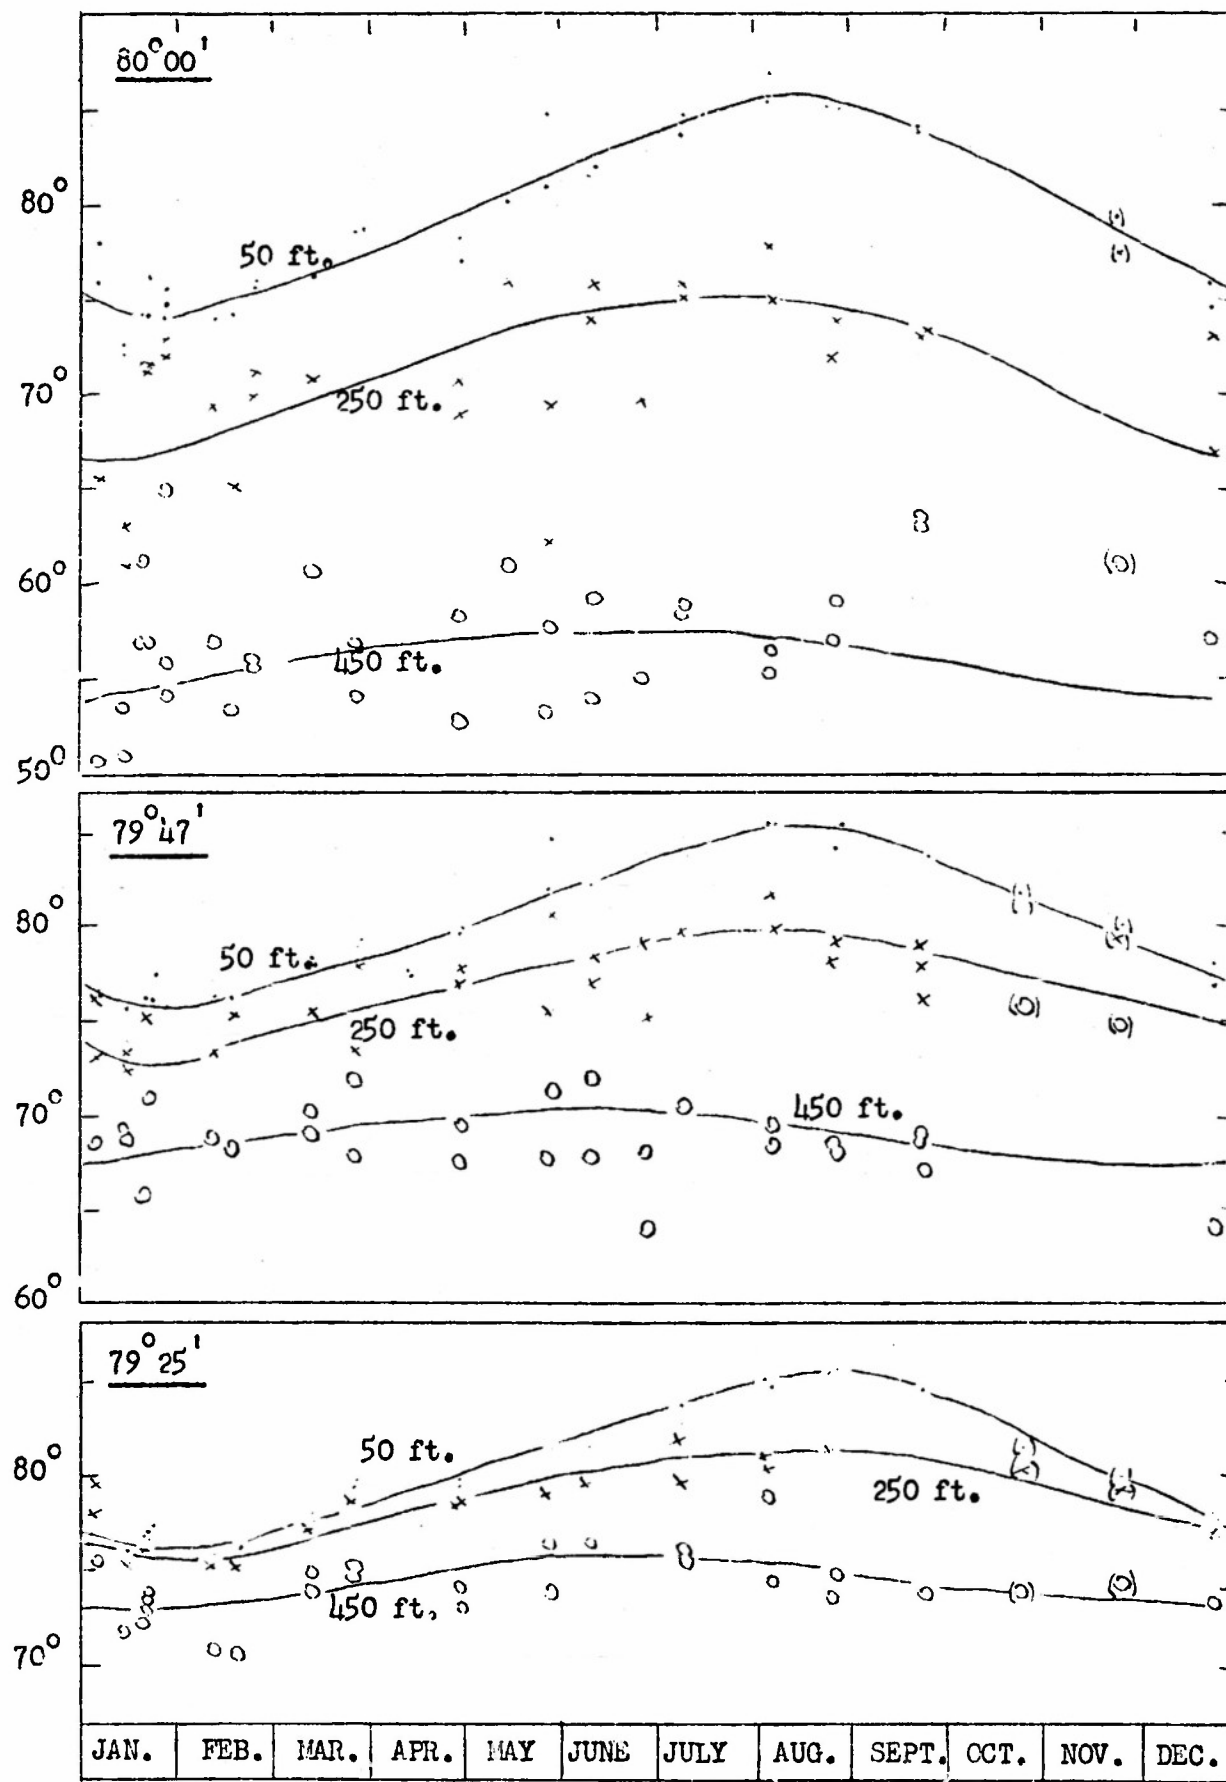 80°00'
80°
50 ft.
70°
250 ft.
60°
450 ft.
50°
79°47'
80°
50 ft.
250 ft.
70°
450 ft.
60°
79°25'
80°
50 ft.
250 ft.
450 ft.
70°
JAN. FEB. MAR. APR. MAY JUNE JULY AUG. SEPT. OCT. NOV. DEC.